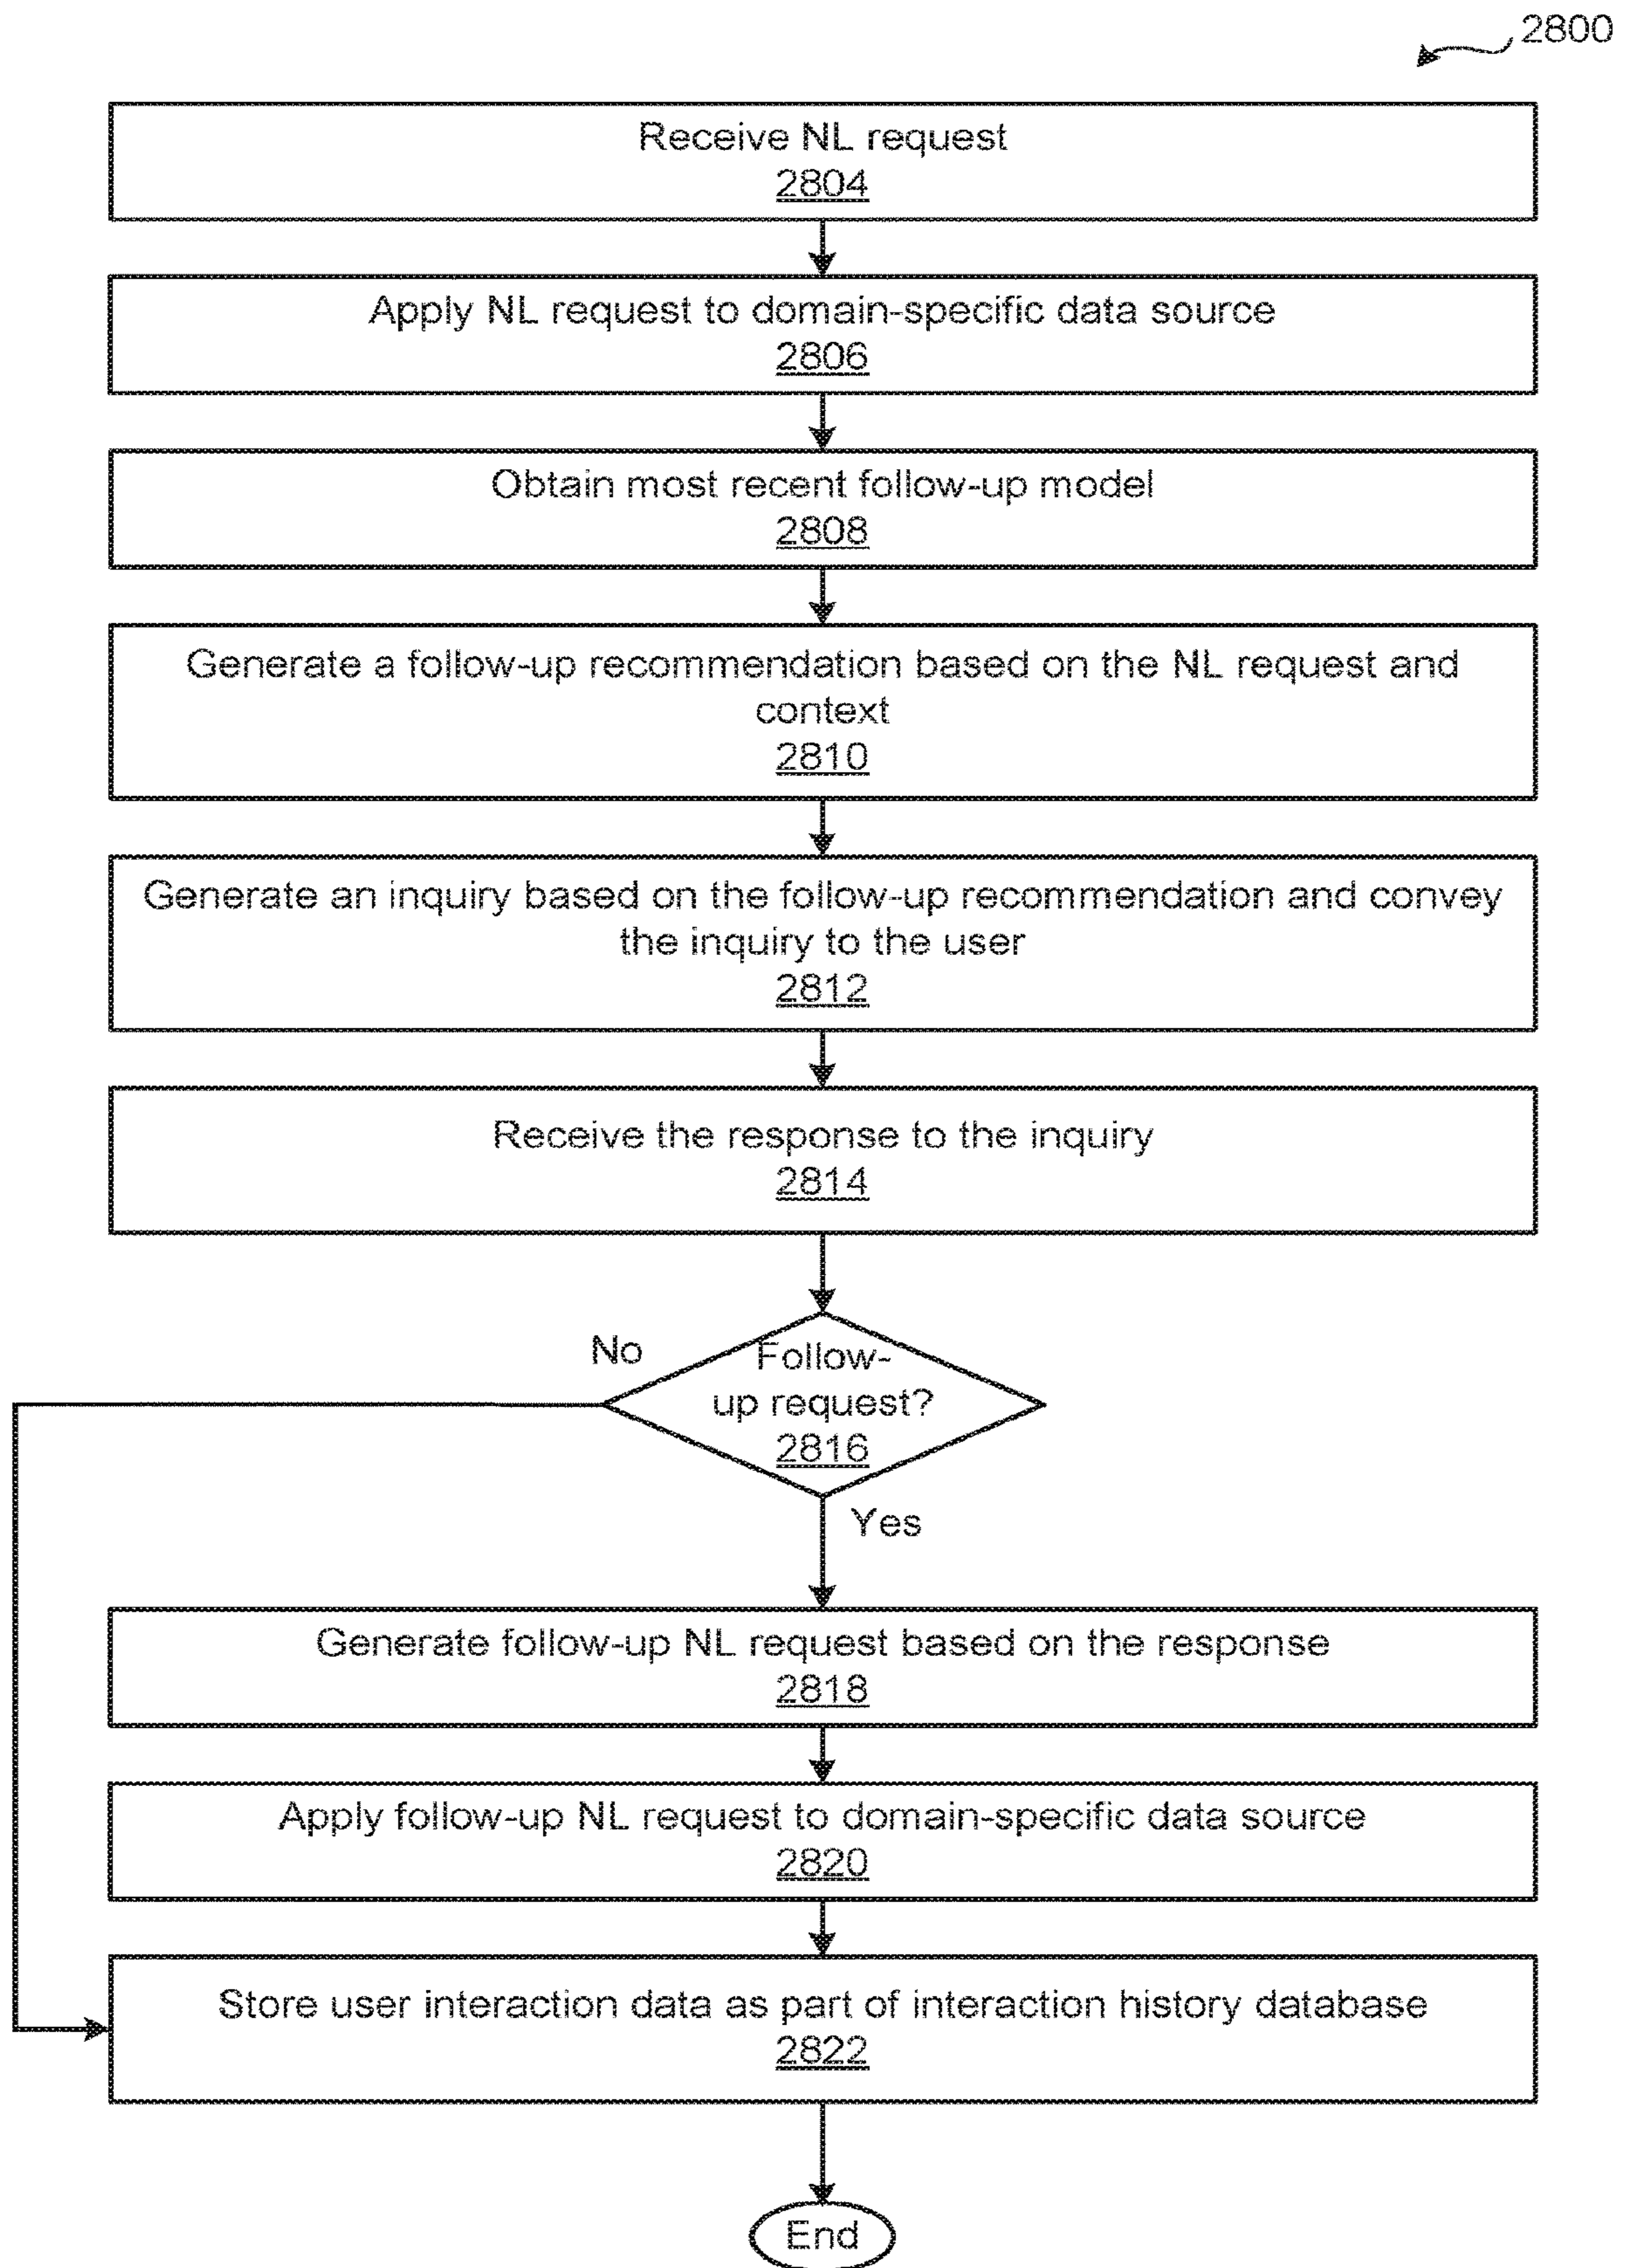 2800
Receive NL request
2804
Apply NL request to domain-specific data source
2806
Obtain most recent follow-up model
2808
Generate a follow-up recommendation based on the NL request and
context
2810
Generate an inquiry based on the follow-up recommendation and convey
the inquiry to the user
2812
Receive the response to the inquiry
2814
No
Follow-
up request?
2816
Yes
Generate follow-up NL request based on the response
2818
Apply follow-up NL request to domain-specific data source
2820
Store user interaction data as part of interaction history database
2822
End